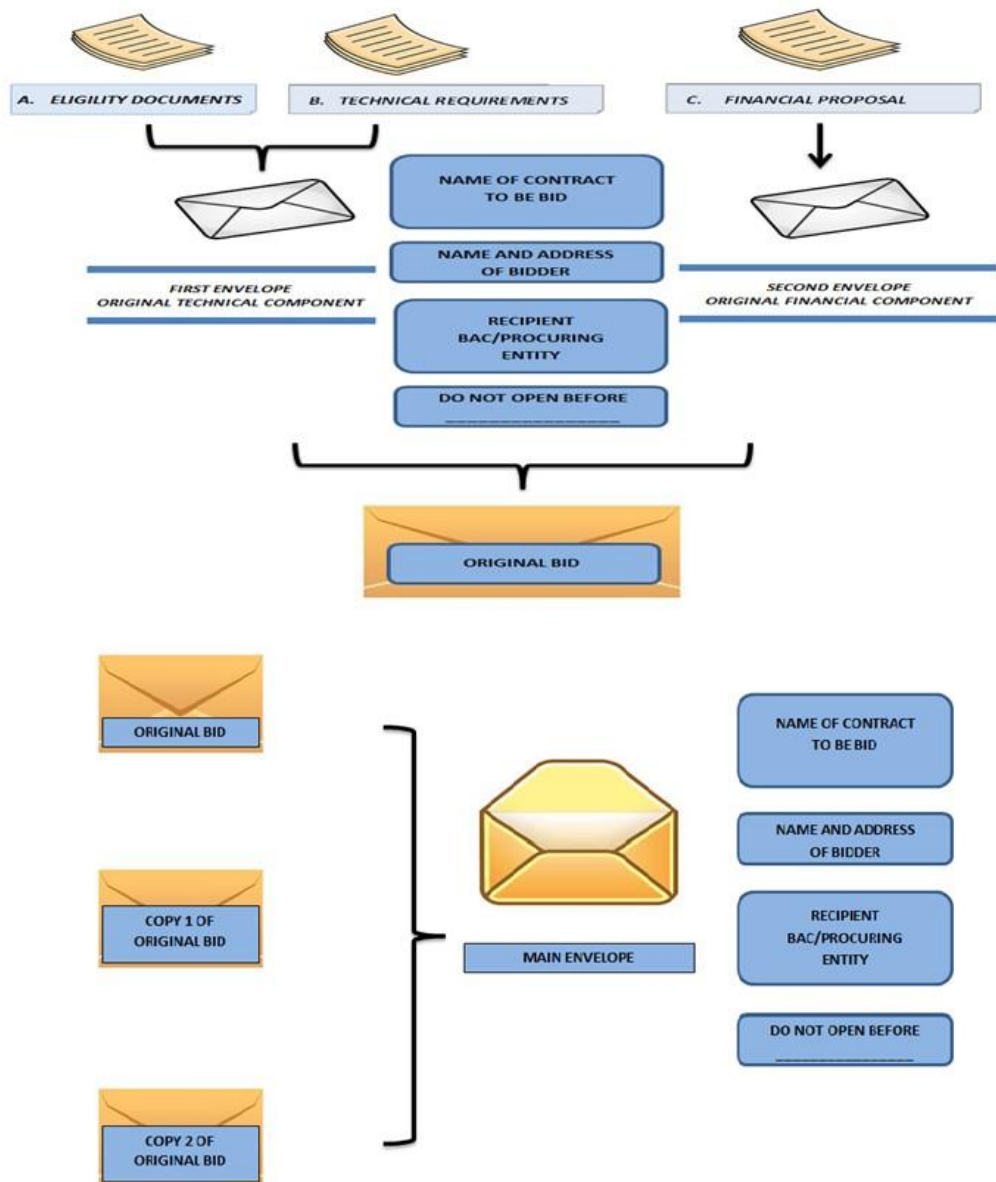 A. ELIGILITY DOCUMENTS
B. TECHNICAL REQUIREMENTS
C. FINANCIAL PROPOSAL
NAME OF CONTRACT
TO BE BID
NAME AND ADDRESS
OF BIDDER
FIRST ENVELOPE
ORIGINAL TECHNICAL COMPONENT
SECOND ENVELOPE
ORIGINAL FINANCIAL COMPONENT
RECIPIENT
BAC/PROCURING
ENTITY
DO NOT OPEN BEFORE
____________________
ORIGINAL BID
ORIGINAL BID
COPY 1 OF
ORIGINAL BID
COPY 2 OF
ORIGINAL BID
MAIN ENVELOPE
NAME OF CONTRACT
TO BE BID
NAME AND ADDRESS
OF BIDDER
RECIPIENT
BAC/PROCURING
ENTITY
DO NOT OPEN BEFORE
________________